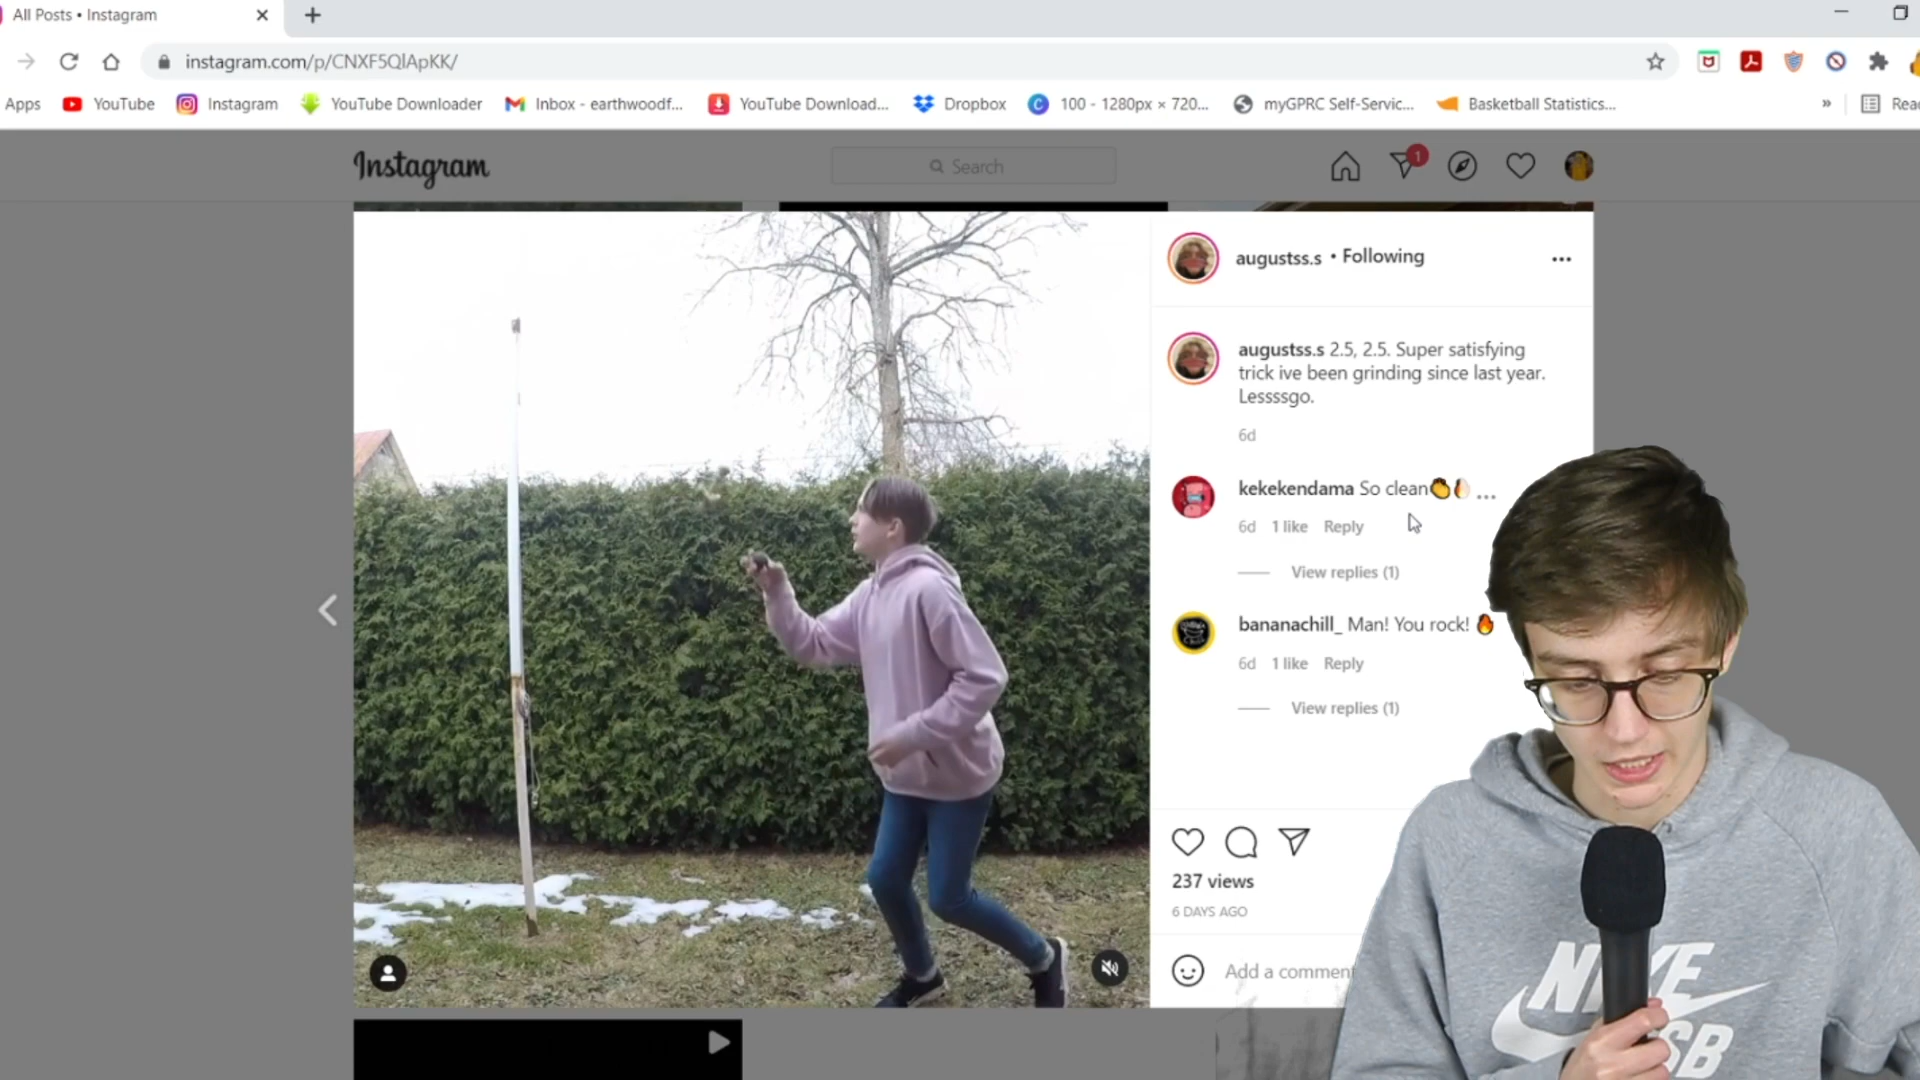 All Posts • Instagram
instagram.com/p/CNXF5QlApKK/
Apps YouTube Instagram YouTube Downloader Inbox - earthwoodf... YouTube Download... Dropbox 100 - 1280px × 720... myGPRC Self-Servic... Basketball Statistics... »
Instagram
Search
1
augustss.s • Following
augustss.s 2.5, 2.5. Super satisfying
trick ive been grinding since last year.
Lessssgo.
6d
kekekendama So clean
6d 1 like Reply
View replies (1)
bananachill_ Man! You rock!
6d 1 like Reply
View replies (1)
237 views
6 DAYS AGO
Add a comment
NIKE
SB